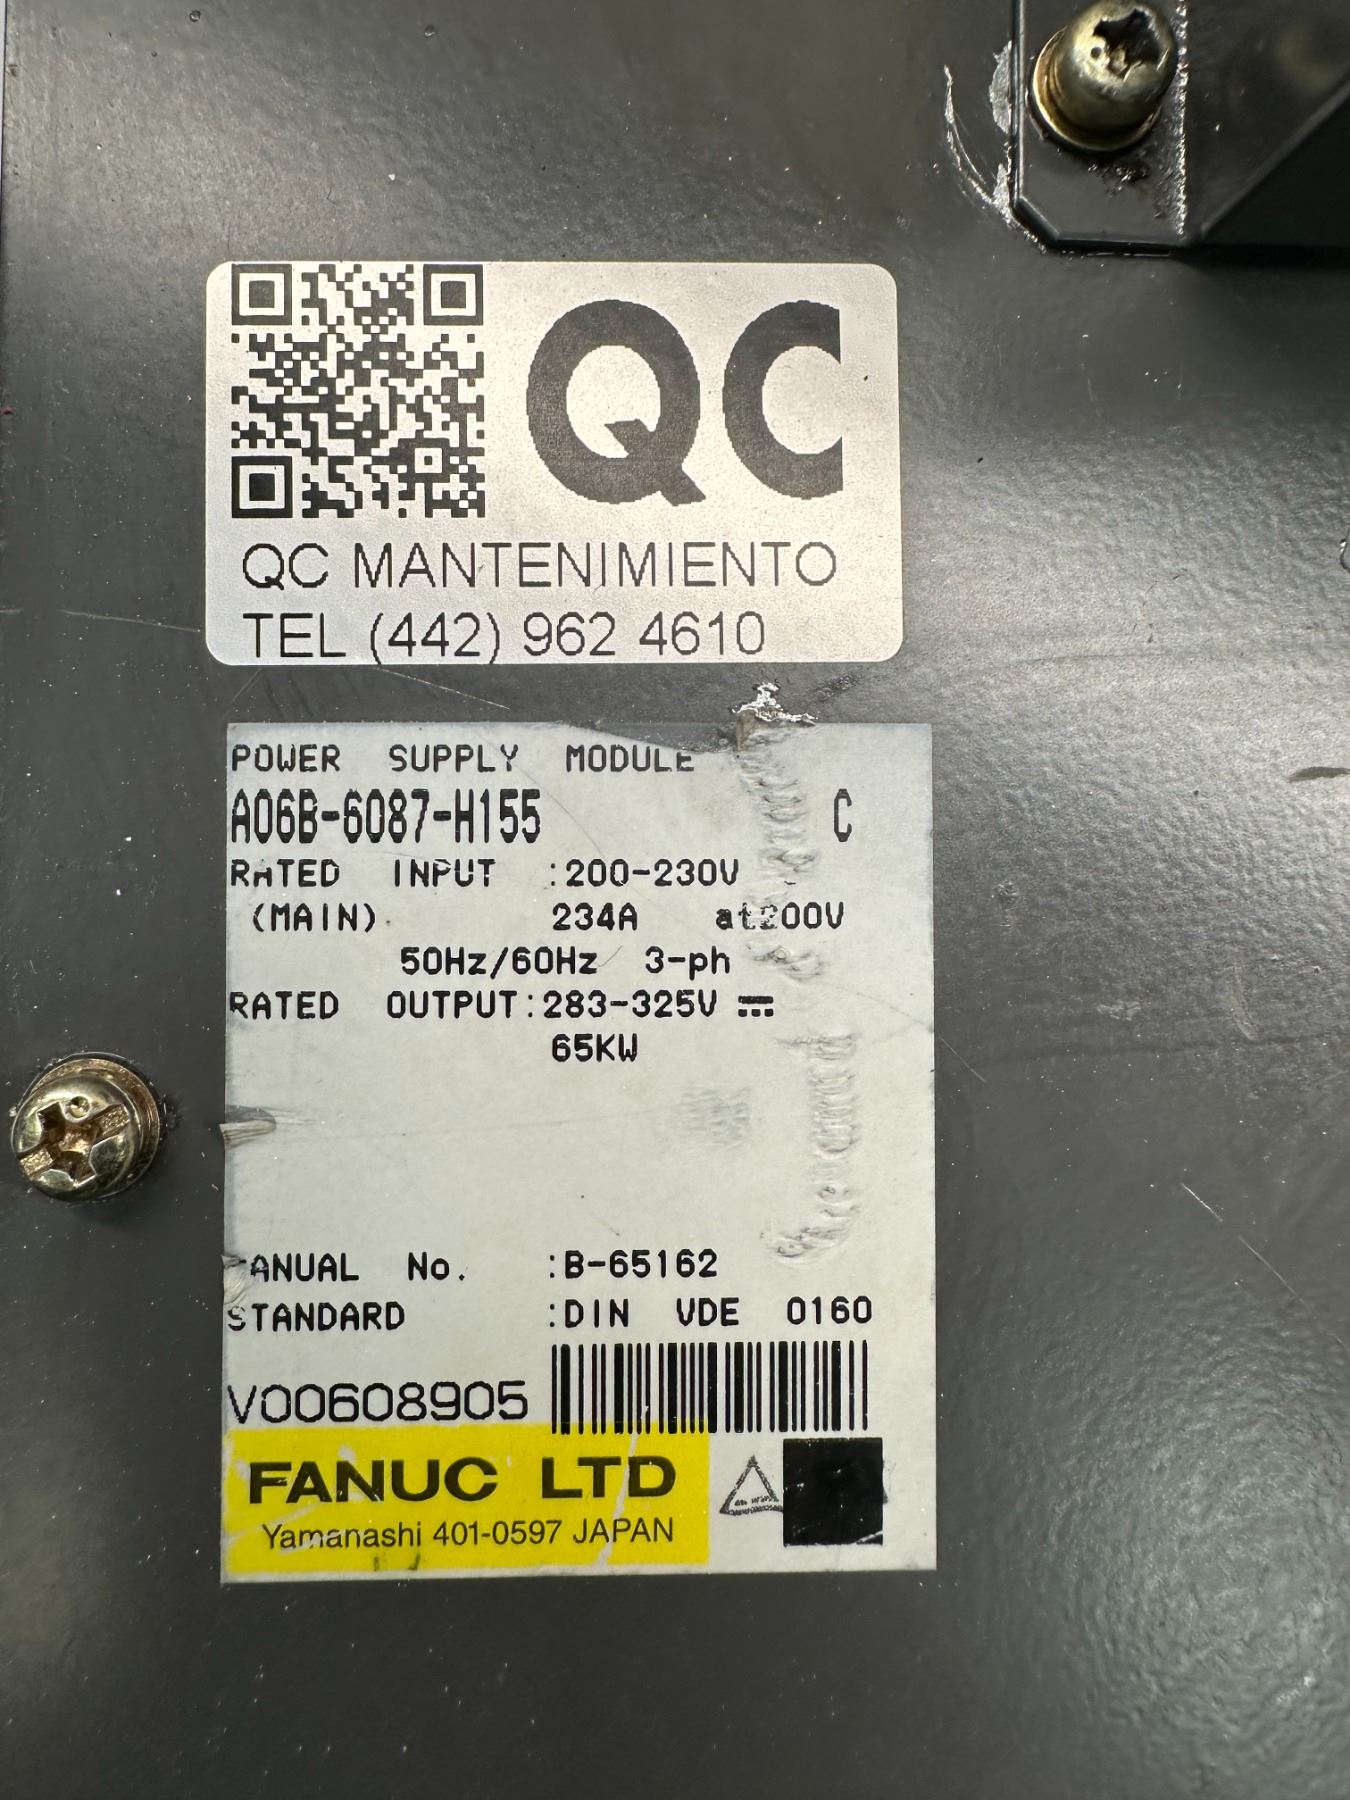 QC
QC MANTENIMIENTO
TEL (442) 962 4610
POWER SUPPLY MODULE
A06B-6087-H155 C
RATED INPUT :200-230V
(MAIN) 234A at200V
50Hz/60Hz 3-ph
RATED OUTPUT:283-325V ⎓
65KW
MANUAL No. :B-65162
STANDARD :DIN VDE 0160
V00608905
FANUC LTD
Yamanashi 401-0597 JAPAN